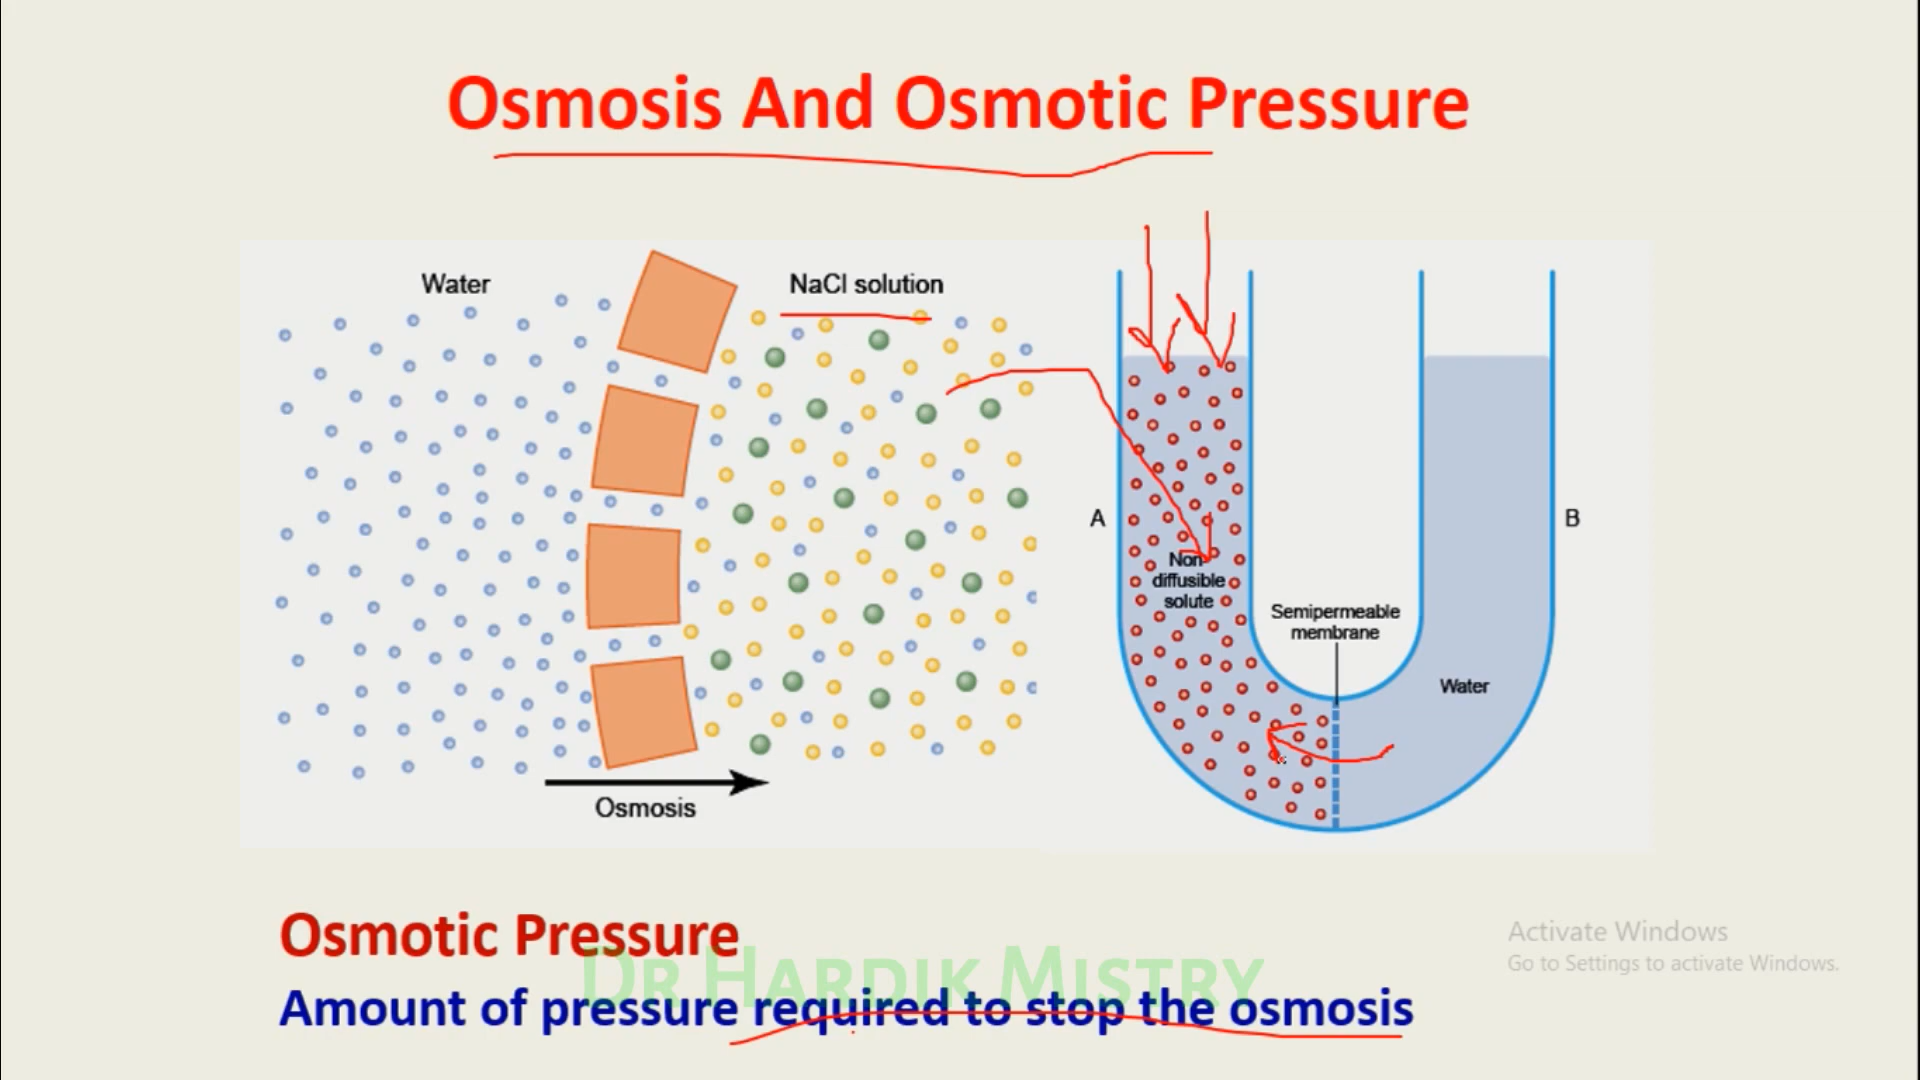 Osmosis And Osmotic Pressure
Water
NaCl solution
A
B
Non
diffusible
solute
Semipermeable
membrane
Water
Osmosis
Osmotic Pressure
DR HARDIK MISTRY
Amount of pressure required to stop the osmosis
Activate Windows
Go to Settings to activate Windows.